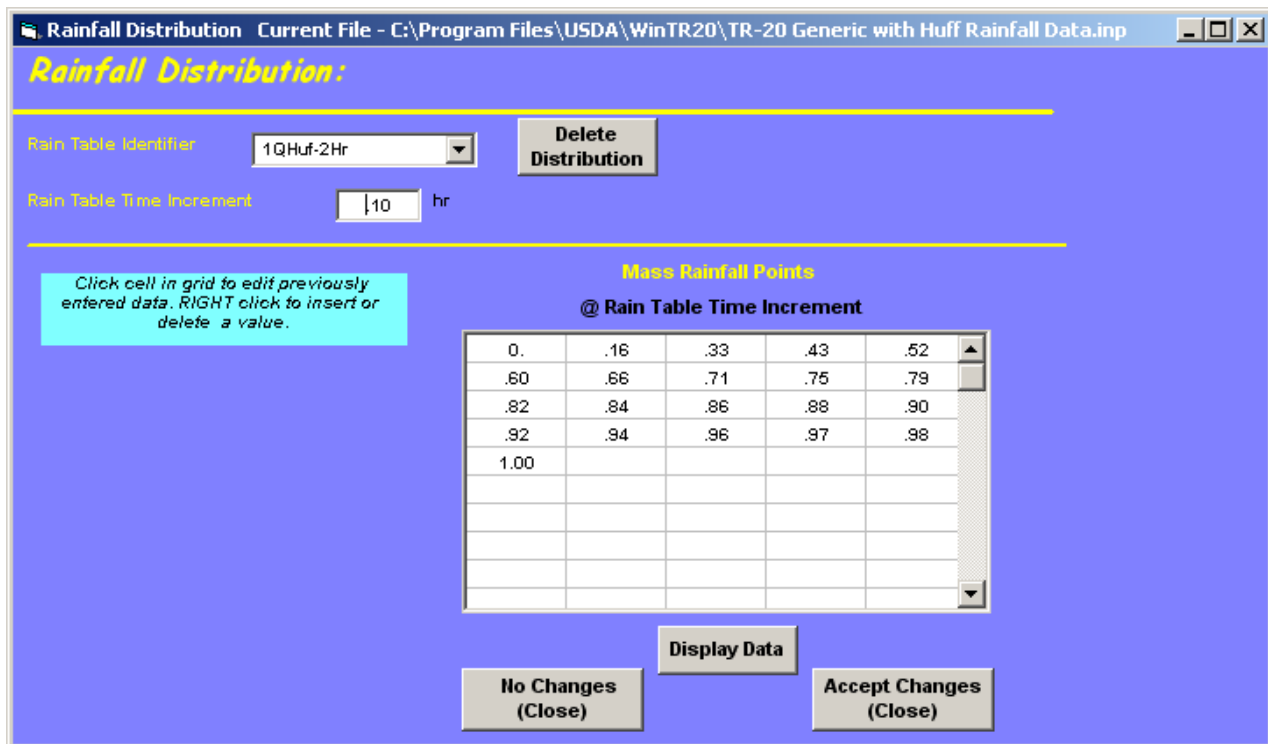 Rainfall Distribution Current File - C:\Program Files\USDA\WinTR20\TR-20 Generic with Huff Rainfall Data.inp
Rainfall Distribution:
Rain Table Identifier 1QHuf-2Hr Delete Distribution
Rain Table Time Increment .10 hr
Click cell in grid to edit previously
entered data. RIGHT click to insert or
delete a value.
Mass Rainfall Points
@ Rain Table Time Increment
0. .16 .33 .43 .52
.60 .66 .71 .75 .79
.82 .84 .86 .88 .90
.92 .94 .96 .97 .98
1.00
Display Data
No Changes
(Close)
Accept Changes
(Close)